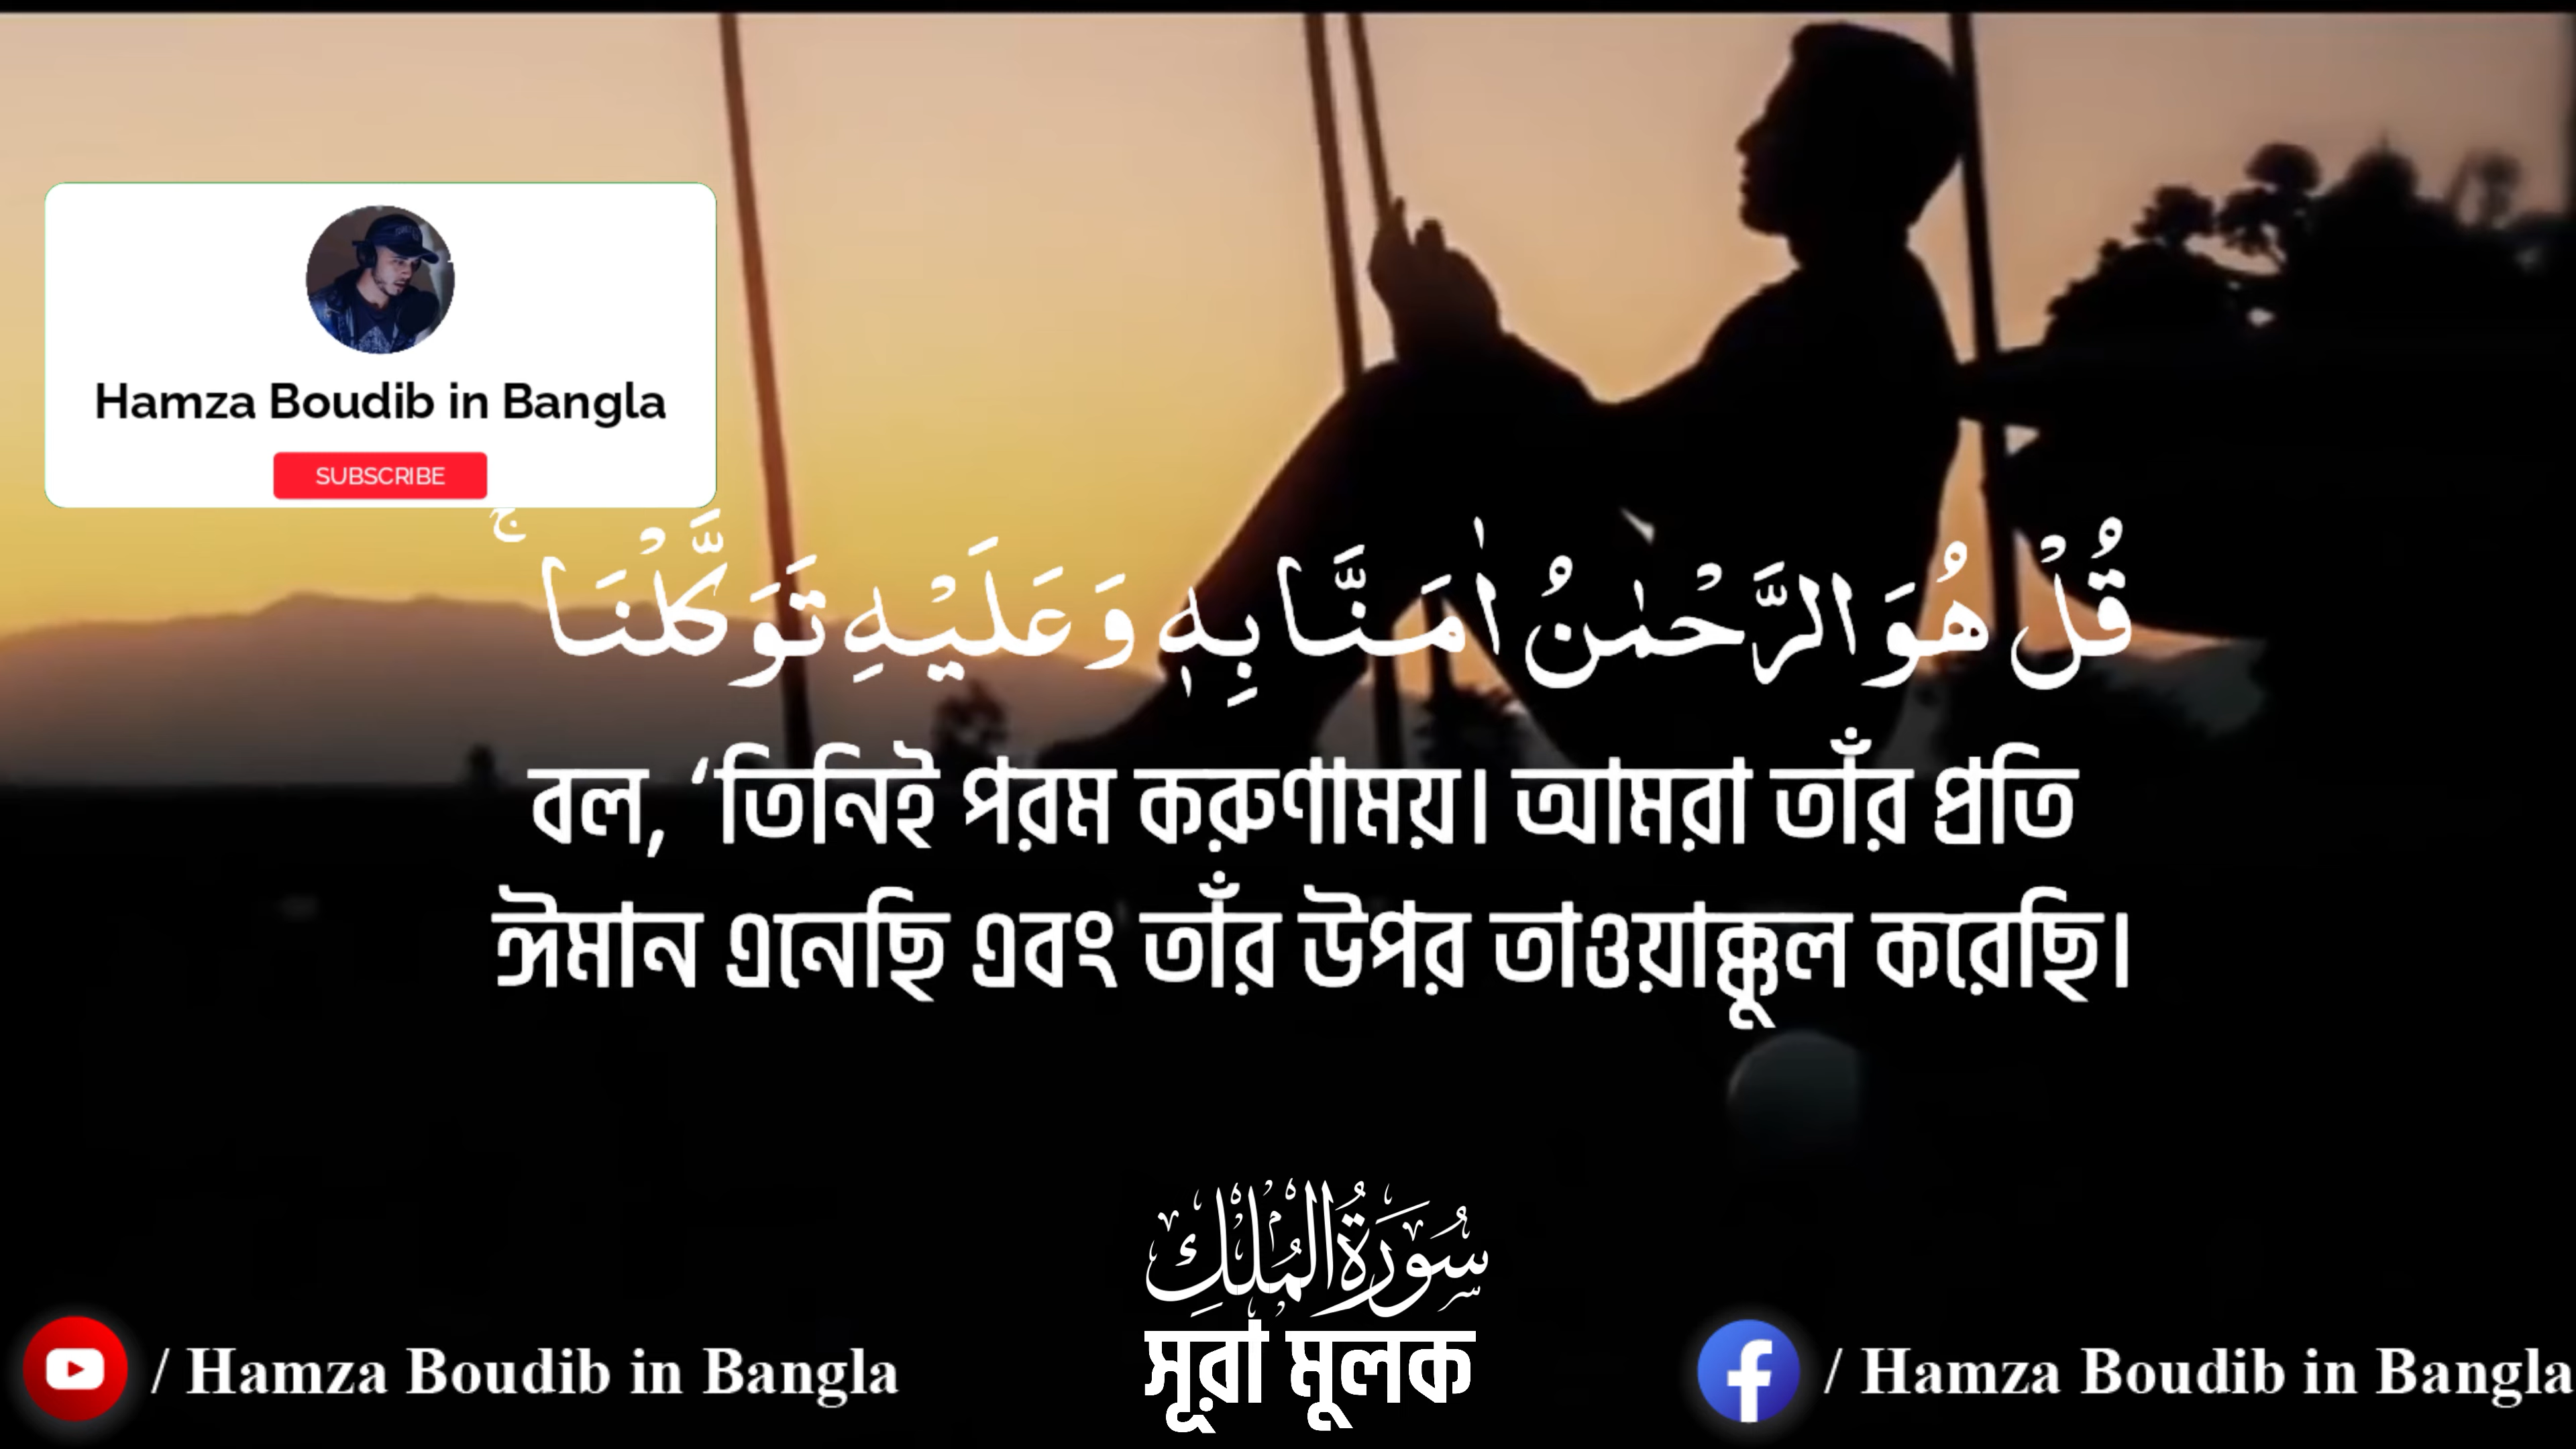 Hamza Boudib in Bangla
SUBSCRIBE
قُلْ هُوَ الرَّحْمٰنُ اٰمَنَّا بِهٖ وَعَلَيْهِ تَوَكَّلْنَا ۚ
বল, ‘তিনিই পরম করুণাময়। আমরা তাঁর প্রতি
ঈমান এনেছি এবং তাঁর উপর তাওয়াক্কুল করেছি।
سُورَةُ الْمُلْكِ
সূরা মূলক
/ Hamza Boudib in Bangla
/ Hamza Boudib in Bangla